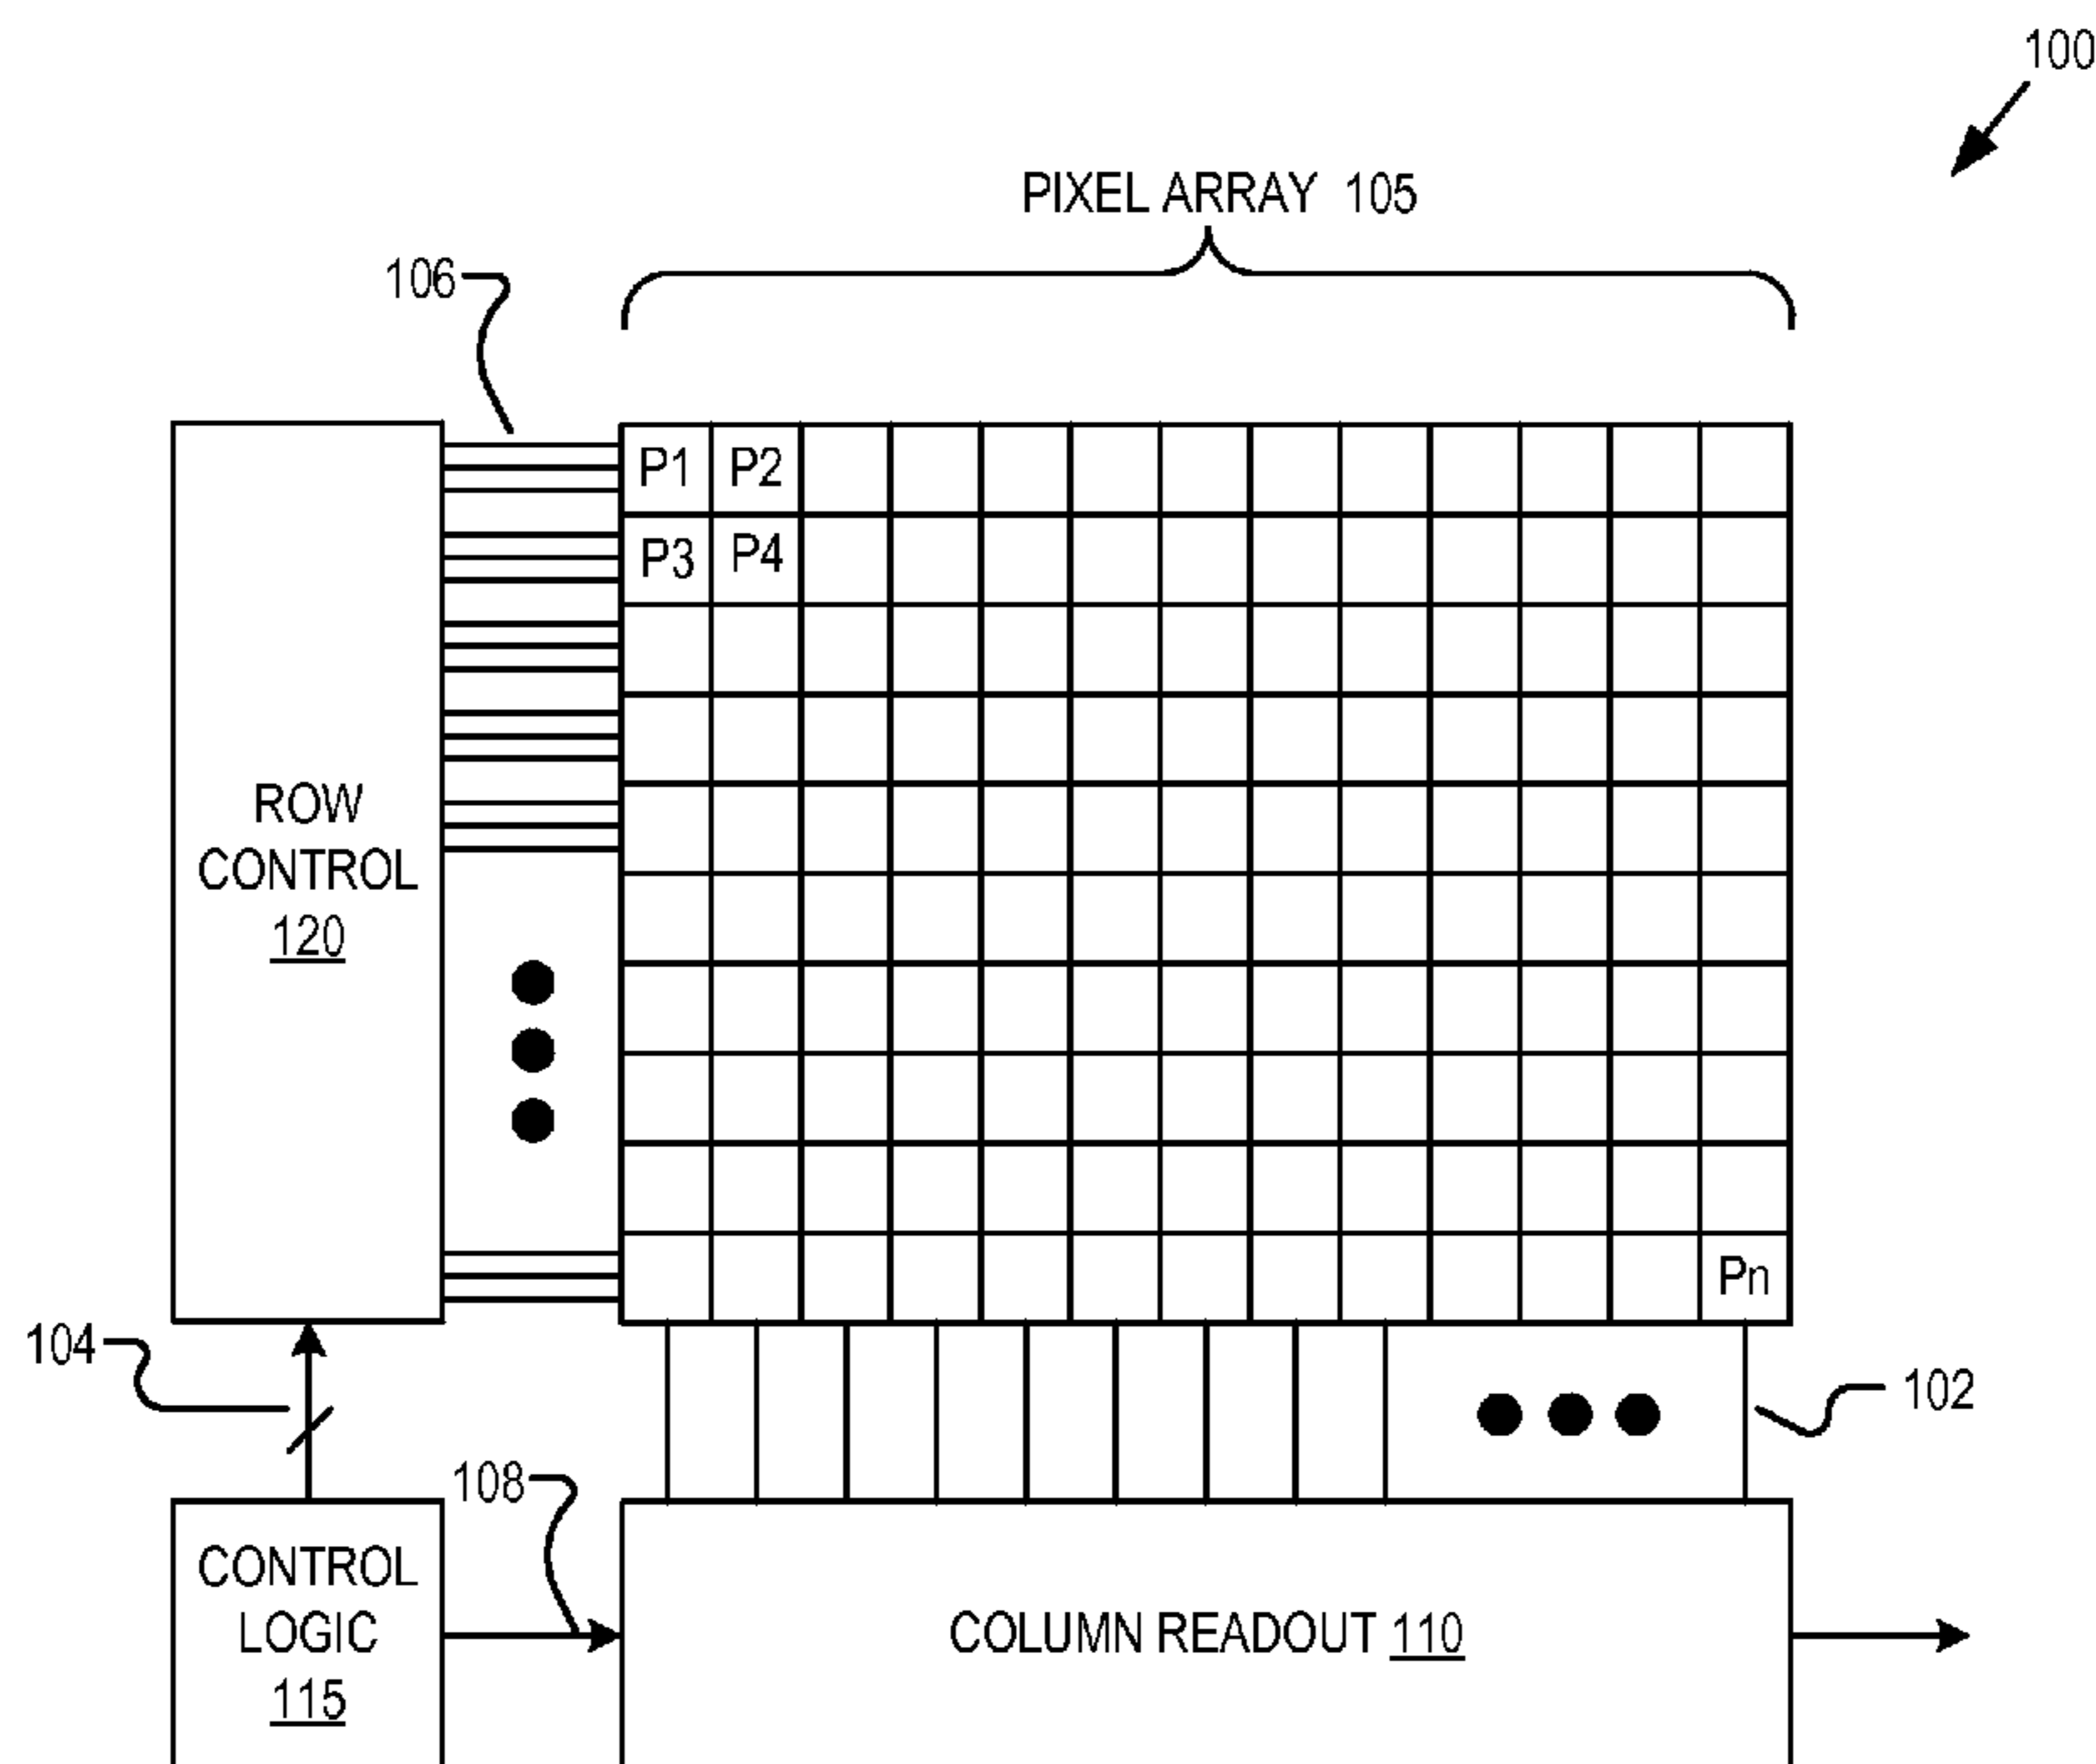 100
PIXEL ARRAY 105
106
P1 P2
P3 P4
ROW
CONTROL
120
Pn
104
102
108
CONTROL
LOGIC
115
COLUMN READOUT 110